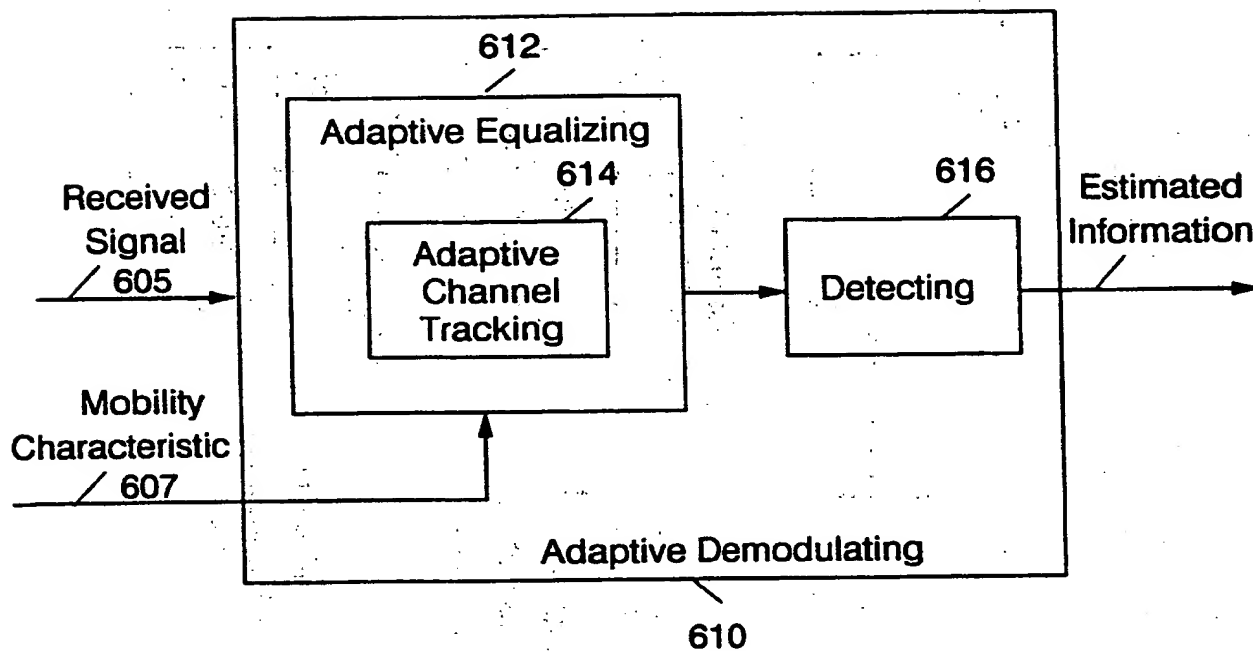 612
Adaptive Equalizing
614
616
Adaptive
Channel
Tracking
Detecting
Received
Signal
605
Estimated
Information
Mobility
Characteristic
607
Adaptive Demodulating
610